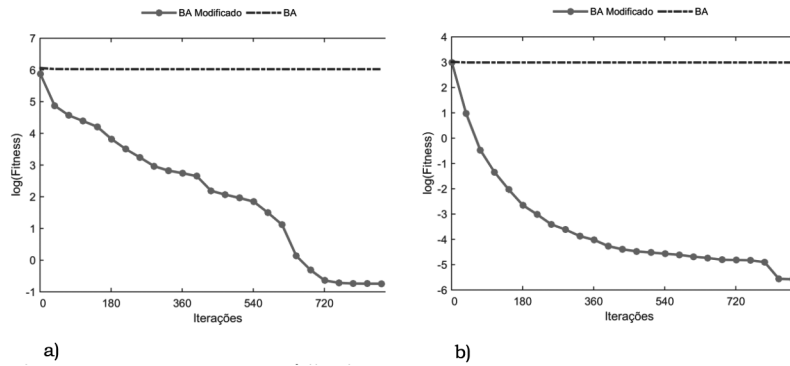 BA Modificado BA
7
6
5
4
3
2
1
0
-1
log(Fitness)
0 180 360 540 720
Iterações
a)
BA Modificado BA
4
3
2
1
0
-1
-2
-3
-4
-5
-6
log(Fitness)
0 180 360 540 720
Iterações
b)